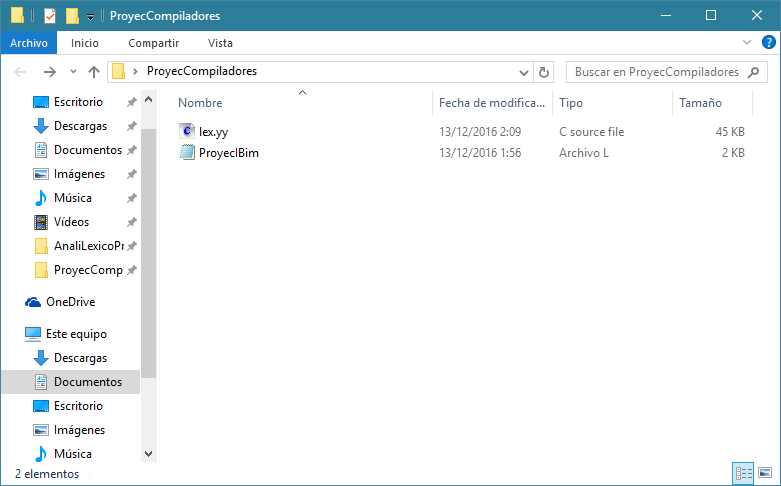 ProyecCompiladores
Archivo Inicio Compartir Vista
ProyecCompiladores
Buscar en ProyecCompiladores
Nombre Fecha de modifica... Tipo Tamaño
lex.yy 13/12/2016 2:09 C source file 45 KB
ProyecIBim 13/12/2016 1:56 Archivo L 2 KB
Escritorio
Descargas
Documentos
Imágenes
Música
Vídeos
AnaliLexicoPr
ProyecComp
OneDrive
Este equipo
Descargas
Documentos
Escritorio
Imágenes
Música
2 elementos